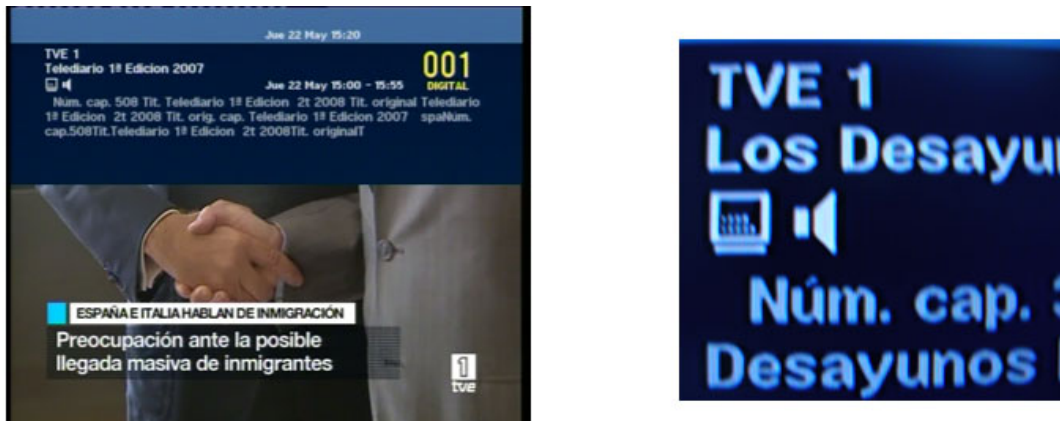 Jue 22 May 15:20
TVE 1
Telediario 1ª Edicion 2007
001
DIGITAL
Jue 22 May 15:00 - 15:55
Núm. cap. 508 Tit. Telediario 1ª Edicion 2t 2008 Tit. original Telediario
1ª Edicion 2t 2008 Tit. orig. cap. Telediario 1ª Edicion 2007 spaNúm.
cap.508Tit.Telediario 1ª Edicion 2t 2008Tit. originalT
ESPAÑA E ITALIA HABLAN DE INMIGRACIÓN
Preocupación ante la posible
llegada masiva de inmigrantes
1
tve
TVE 1
Los Desayu
Núm. cap.
Desayunos